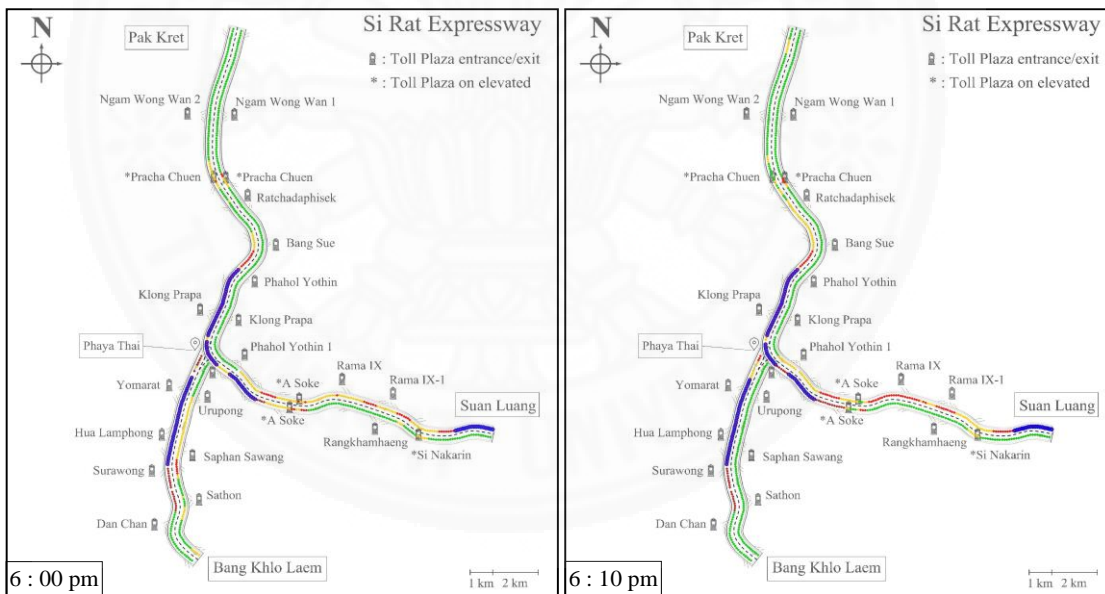 N
Pak Kret
Si Rat Expressway
: Toll Plaza entrance/exit
* : Toll Plaza on elevated
Ngam Wong Wan 2
Ngam Wong Wan 1
*Pracha Chuen
*Pracha Chuen
Ratchadaphisek
Bang Sue
Phahol Yothin
Klong Prapa
Klong Prapa
Phaya Thai
Phahol Yothin 1
Rama IX
Yomarat
*A Soke
Rama IX-1
Urupong
*A Soke
Suan Luang
Hua Lamphong
Rangkhamhaeng
*Si Nakarin
Saphan Sawang
Surawong
Sathon
Dan Chan
Bang Khlo Laem
6 : 00 pm
1 km 2 km
N
Pak Kret
Si Rat Expressway
: Toll Plaza entrance/exit
* : Toll Plaza on elevated
Ngam Wong Wan 2
Ngam Wong Wan 1
*Pracha Chuen
*Pracha Chuen
Ratchadaphisek
Bang Sue
Phahol Yothin
Klong Prapa
Klong Prapa
Phaya Thai
Phahol Yothin 1
Rama IX
Yomarat
*A Soke
Rama IX-1
Urupong
*A Soke
Suan Luang
Hua Lamphong
Rangkhamhaeng
*Si Nakarin
Saphan Sawang
Surawong
Sathon
Dan Chan
Bang Khlo Laem
6 : 10 pm
1 km 2 km